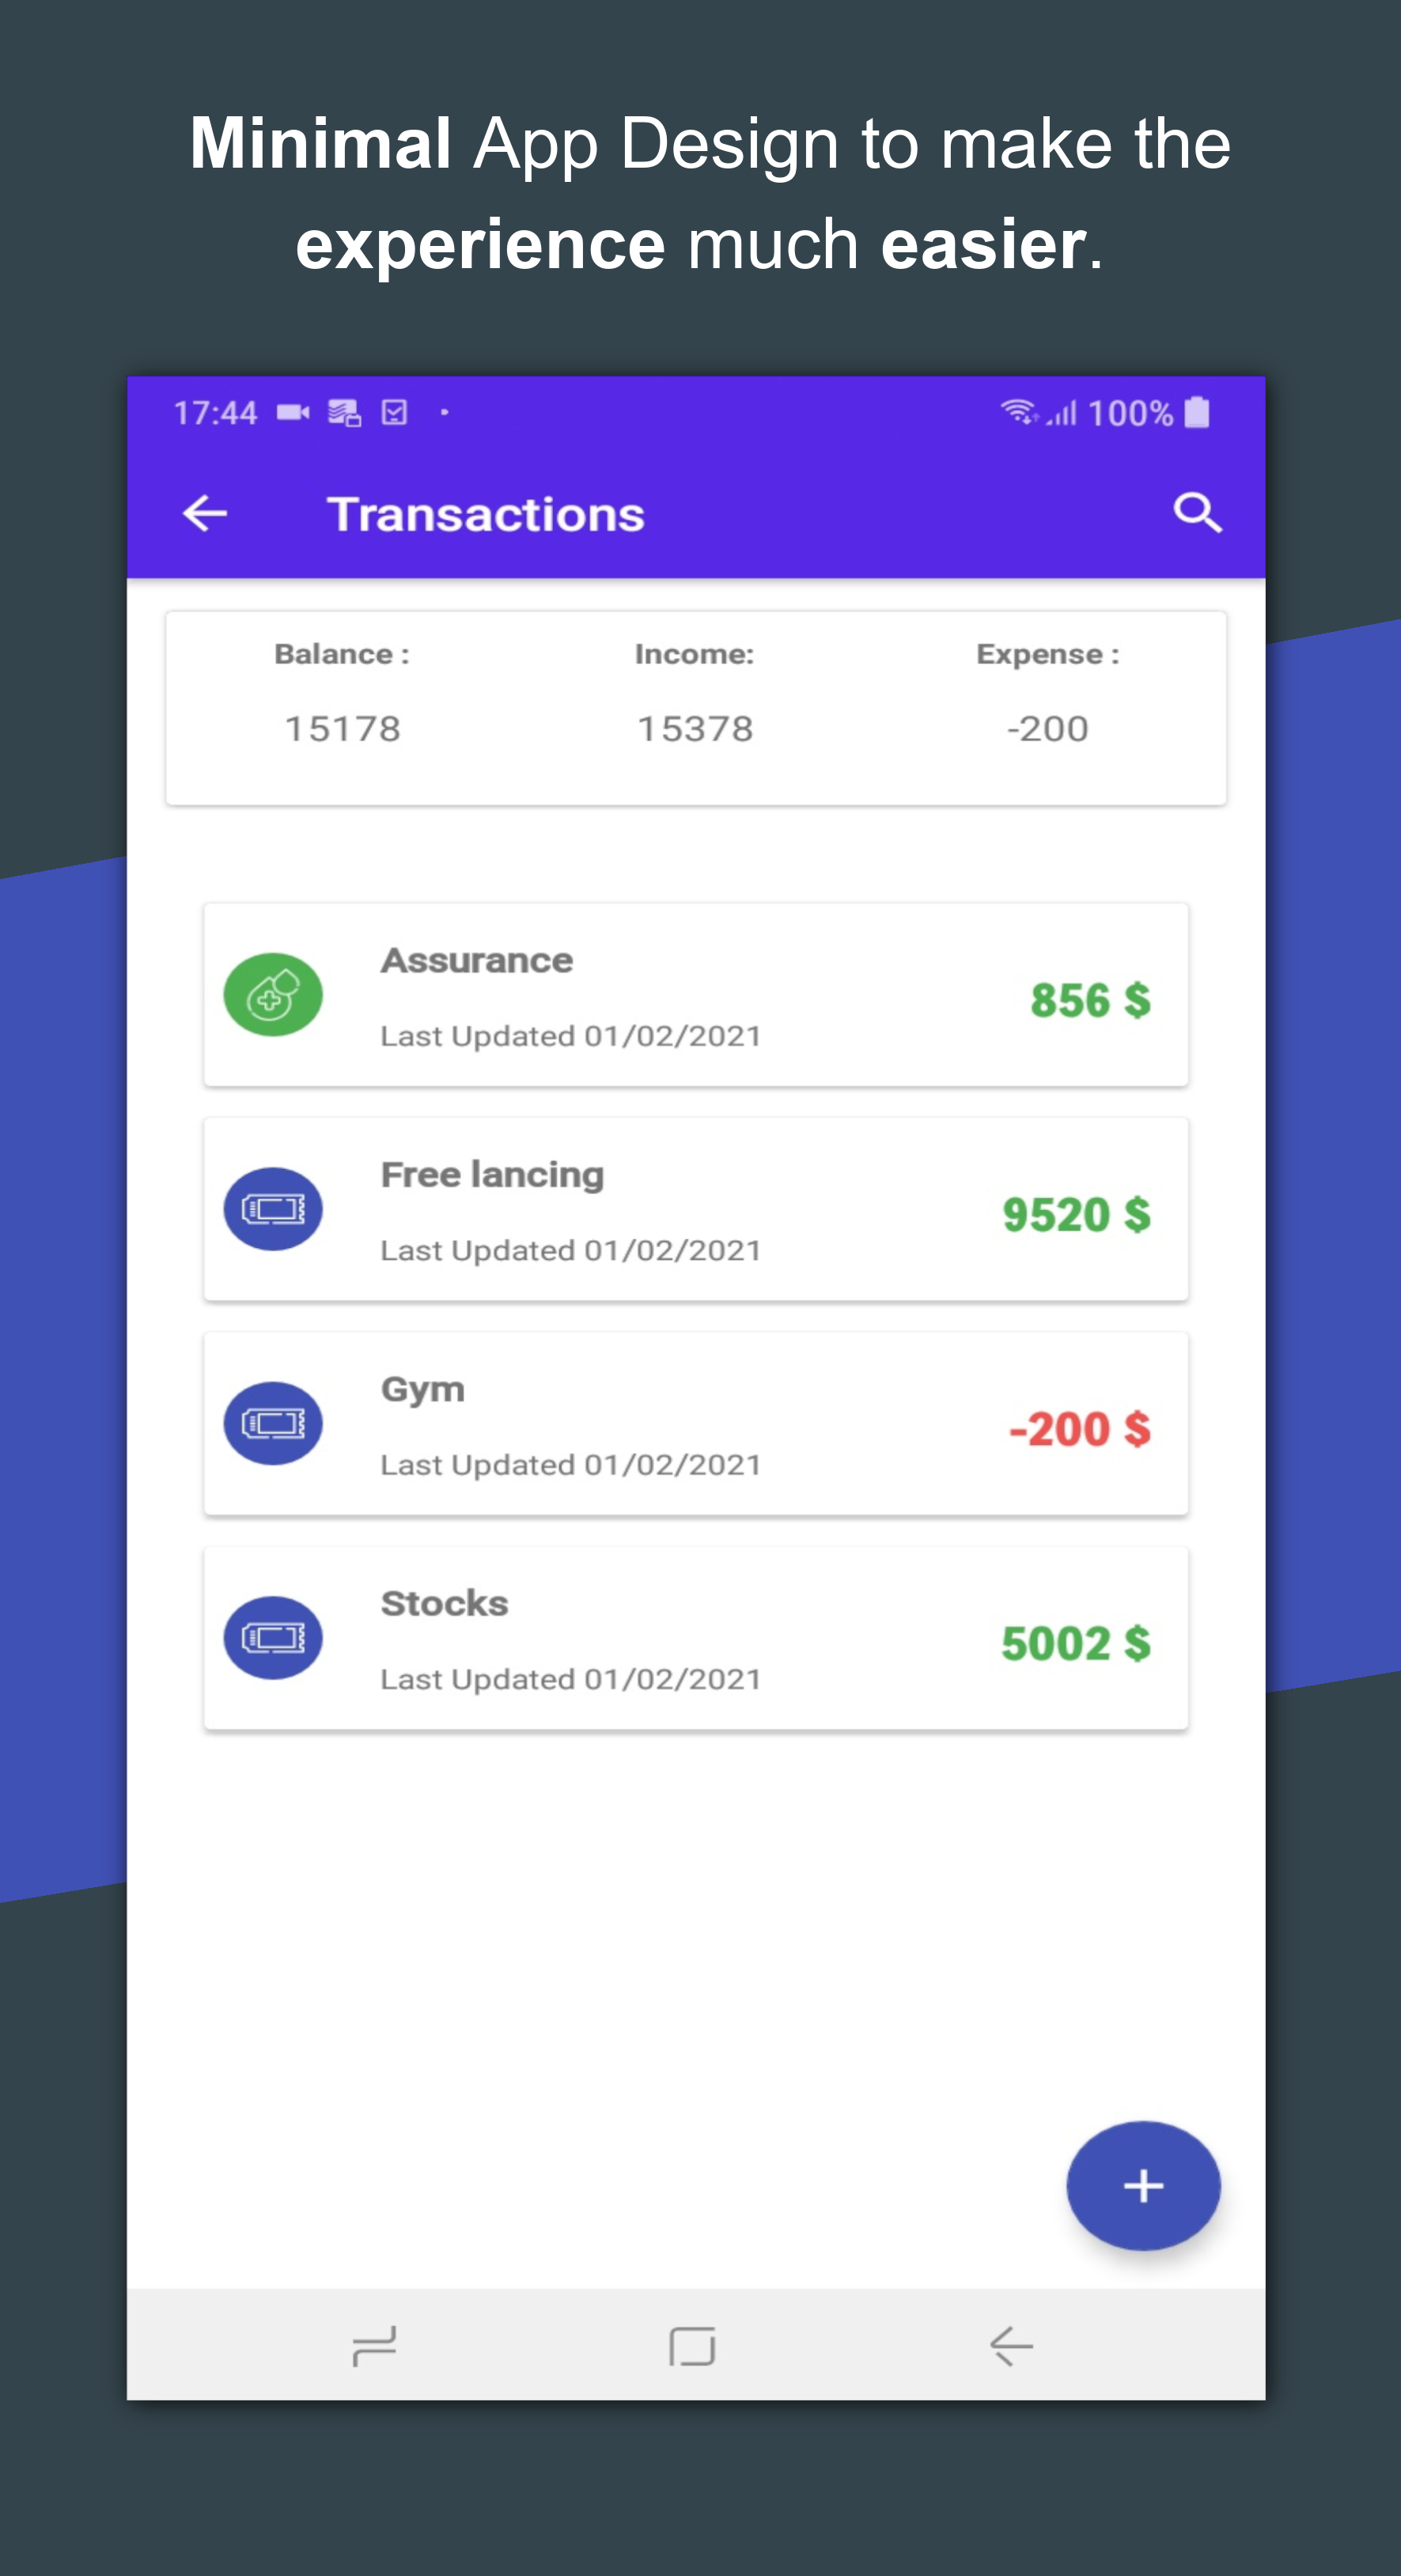 Minimal App Design to make the
experience much easier.
17:44 100%
Transactions
Balance : Income: Expense :
15178 15378 -200
Assurance
856 $
Last Updated 01/02/2021
Free lancing
9520 $
Last Updated 01/02/2021
Gym
-200 $
Last Updated 01/02/2021
Stocks
5002 $
Last Updated 01/02/2021